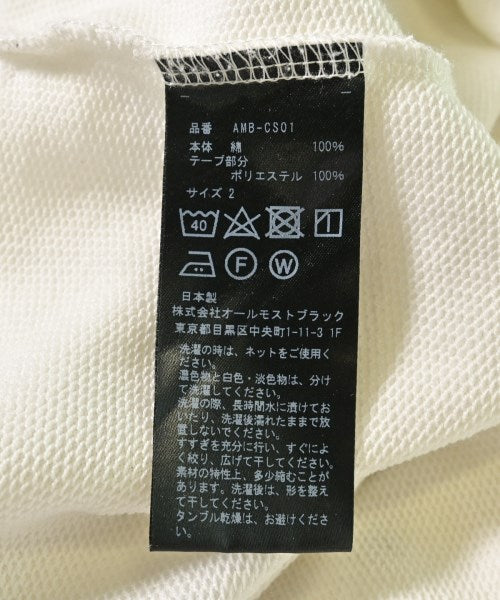 品番 AMB-CS01
本体 綿 100%
テープ部分
ポリエステル 100%
サイズ 2
40
F W
日本製
株式会社オールモストブラック
東京都目黒区中央町1-11-3 1F
洗濯の時は、ネットをご使用く
ださい。
濃色物と白色・淡色物は、分け
て洗濯してください。
洗濯の際、長時間水に漬けてお
いたり、洗濯後濡れたままで放
置しないでください。
すすぎを充分に行い、すぐによ
く絞り、広げて干してください。
素材の特性上、多少縮むことが
あります。洗濯後は、形を整え
て干してください。
タンブル乾燥は、お避けくださ
い。